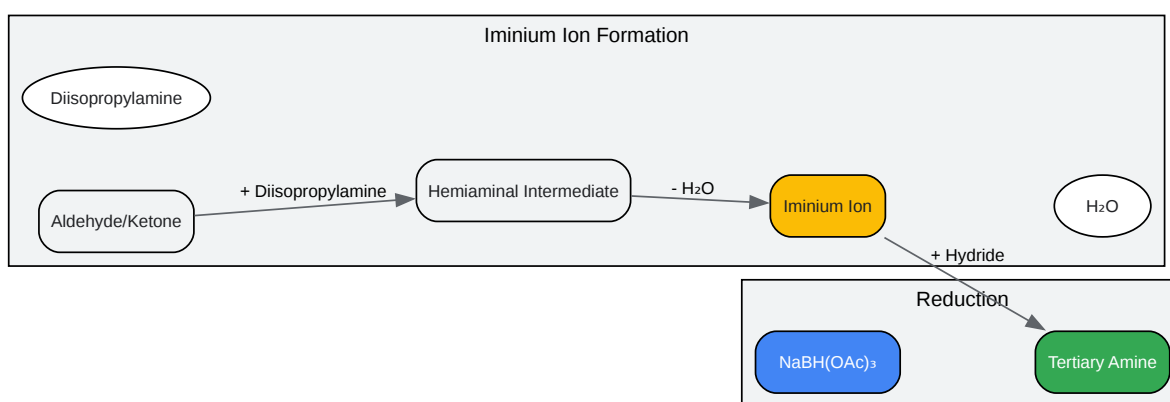 Iminium Ion Formation
Diisopropylamine
Aldehyde/Ketone
+ Diisopropylamine
Hemiaminal Intermediate
- H₂O
Iminium Ion
H₂O
+ Hydride
Reduction
NaBH(OAc)₃
Tertiary Amine